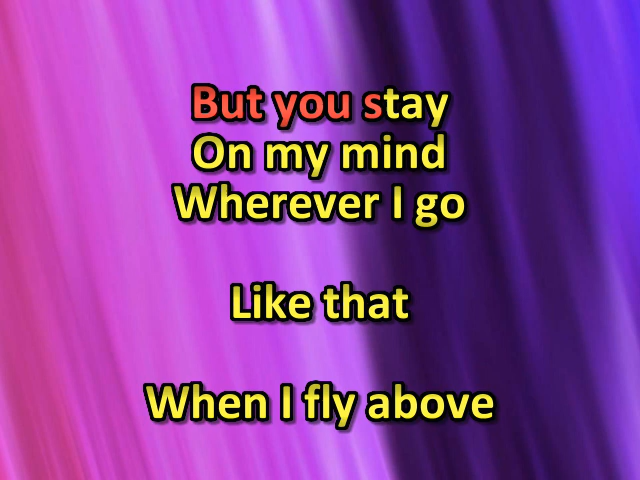 But you stay
On my mind
Wherever I go
Like that
When I fly above